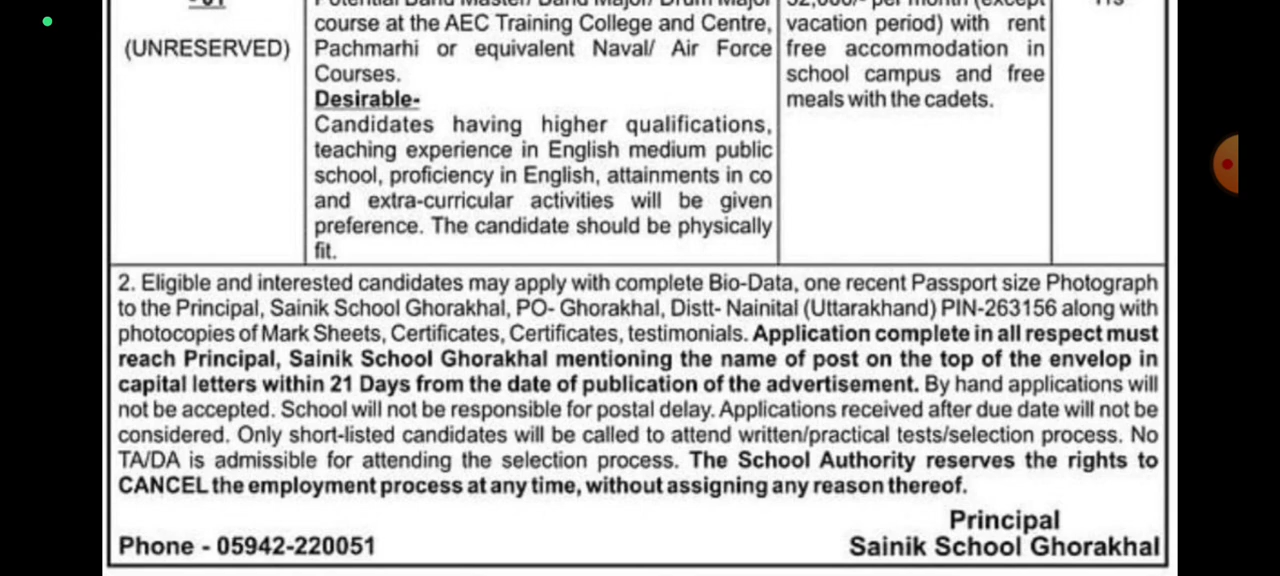 - 01
(UNRESERVED)
Potential Band Master/ Band Major/ Drum Major
course at the AEC Training College and Centre,
Pachmarhi or equivalent Naval/ Air Force
Courses.
Desirable-
Candidates having higher qualifications,
teaching experience in English medium public
school, proficiency in English, attainments in co
and extra-curricular activities will be given
preference. The candidate should be physically
fit.
per month (except
vacation period) with rent
free accommodation in
school campus and free
meals with the cadets.
2. Eligible and interested candidates may apply with complete Bio-Data, one recent Passport size Photograph
to the Principal, Sainik School Ghorakhal, PO- Ghorakhal, Distt- Nainital (Uttarakhand) PIN-263156 along with
photocopies of Mark Sheets, Certificates, Certificates, testimonials. Application complete in all respect must
reach Principal, Sainik School Ghorakhal mentioning the name of post on the top of the envelop in
capital letters within 21 Days from the date of publication of the advertisement. By hand applications will
not be accepted. School will not be responsible for postal delay. Applications received after due date will not be
considered. Only short-listed candidates will be called to attend written/practical tests/selection process. No
TA/DA is admissible for attending the selection process. The School Authority reserves the rights to
CANCEL the employment process at any time, without assigning any reason thereof.
Principal
Phone - 05942-220051
Sainik School Ghorakhal